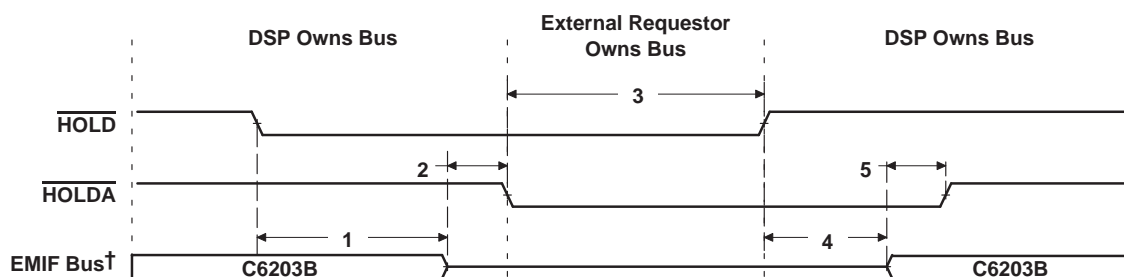 DSP Owns Bus
External Requestor
Owns Bus
DSP Owns Bus
3
HOLD
2
5
HOLDA
1
4
EMIF Bus†
C6203B
C6203B